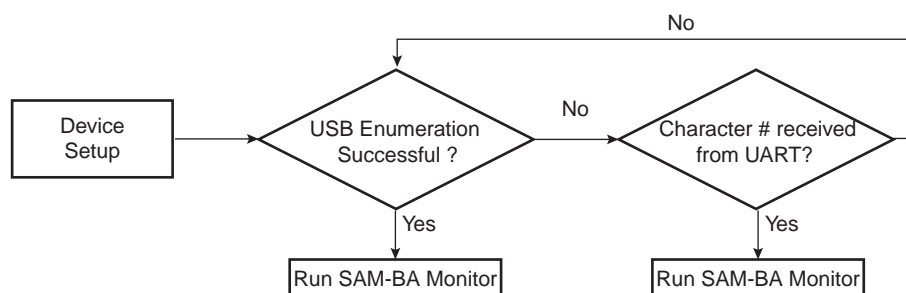 No
Device
Setup
USB Enumeration
Successful ?
No
Character # received
from UART?
Yes
Yes
Run SAM-BA Monitor
Run SAM-BA Monitor